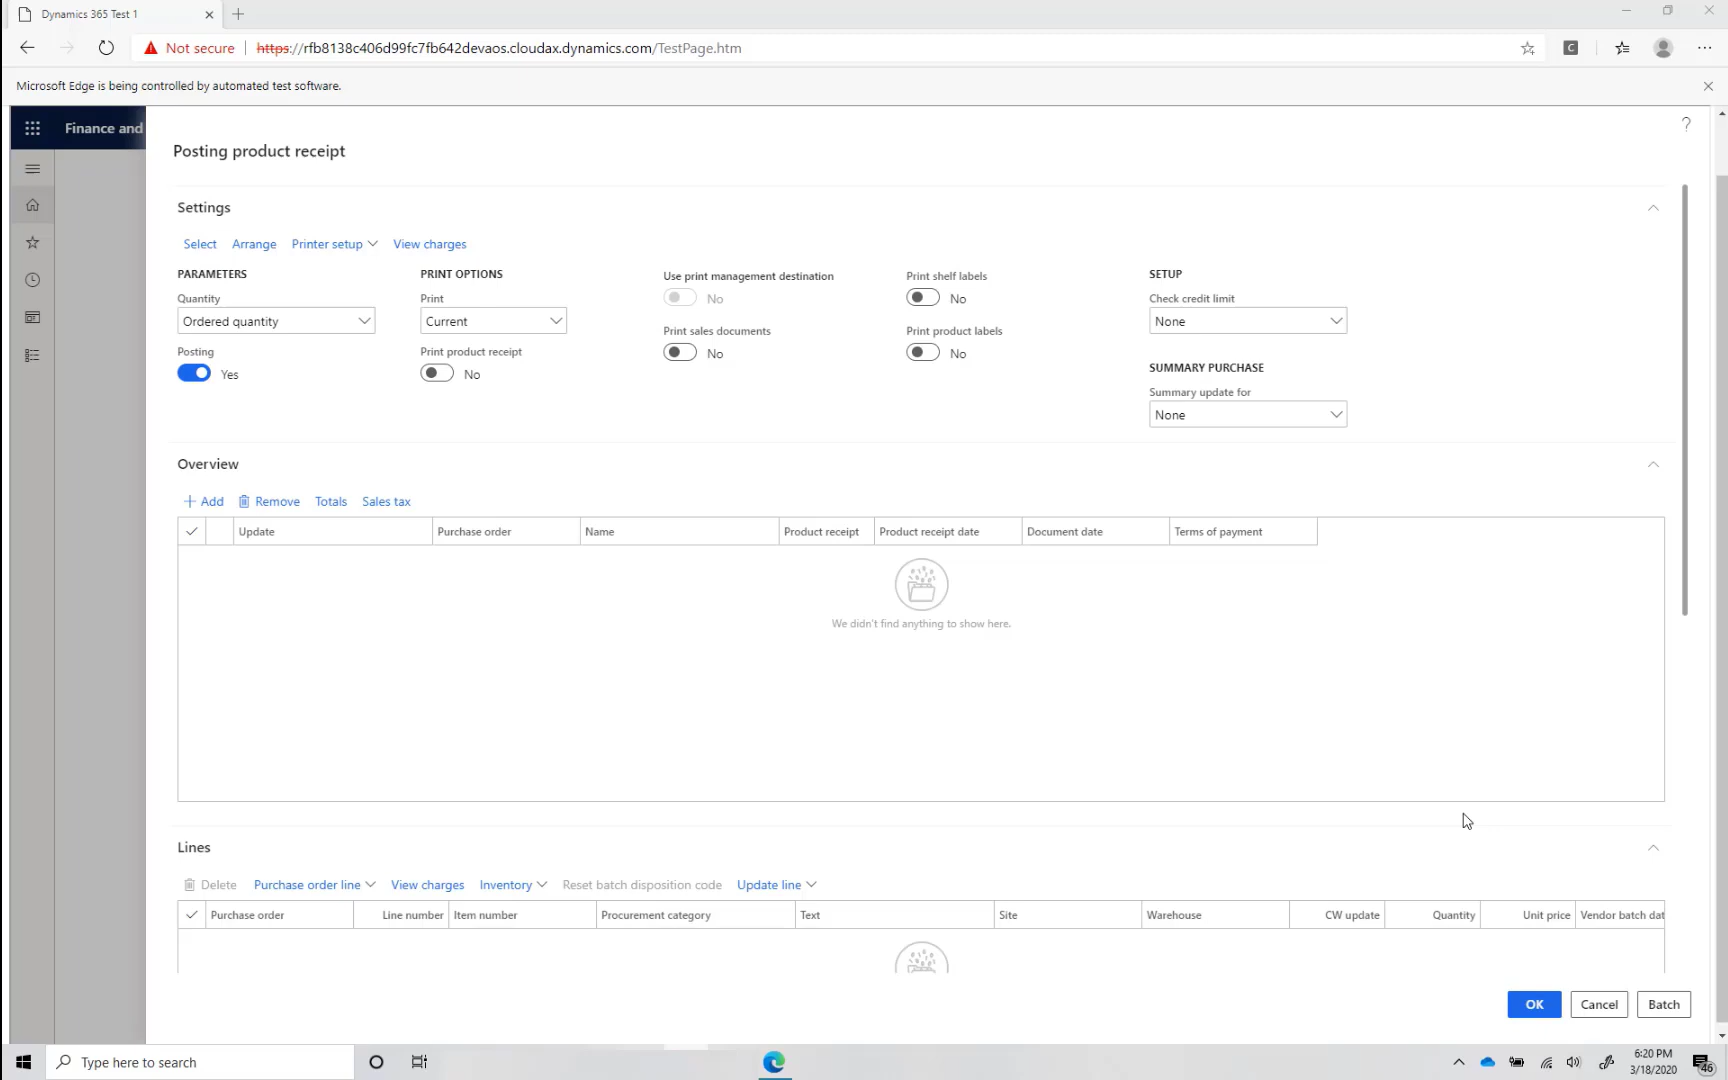 Dynamics 365 Test 1
Not secure https://rfb8138c406d99fc7fb642devaos.cloudax.dynamics.com/TestPage.htm
C
Microsoft Edge is being controlled by automated test software.
Finance and
?
Posting product receipt
Settings
Select Arrange Printer setup View charges
PARAMETERS PRINT OPTIONS Use print management destination Print shelf labels SETUP
Quantity Print No No Check credit limit
Ordered quantity Current None
Print sales documents Print product labels
Posting Print product receipt No No
Yes No
SUMMARY PURCHASE
Summary update for
None
Overview
Add Remove Totals Sales tax
Update Purchase order Name Product receipt Product receipt date Document date Terms of payment
We didn't find anything to show here.
Lines
Delete Purchase order line View charges Inventory Reset batch disposition code Update line
Purchase order Line number Item number Procurement category Text Site Warehouse CW update Quantity Unit price Vendor batch dat
OK Cancel Batch
Type here to search
6:20 PM
3/18/2020
46